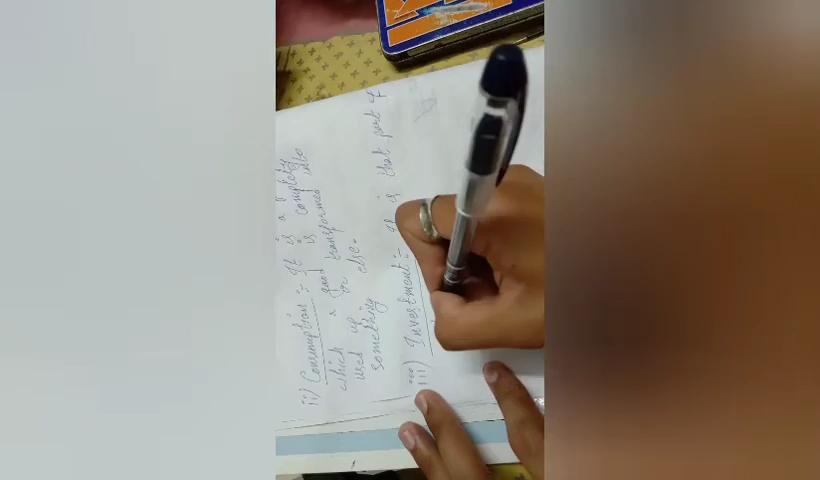 ii) Consumption :- It is a
which a good is complety
used up or transformed into
something else.
iii) Investment :- It is that part of